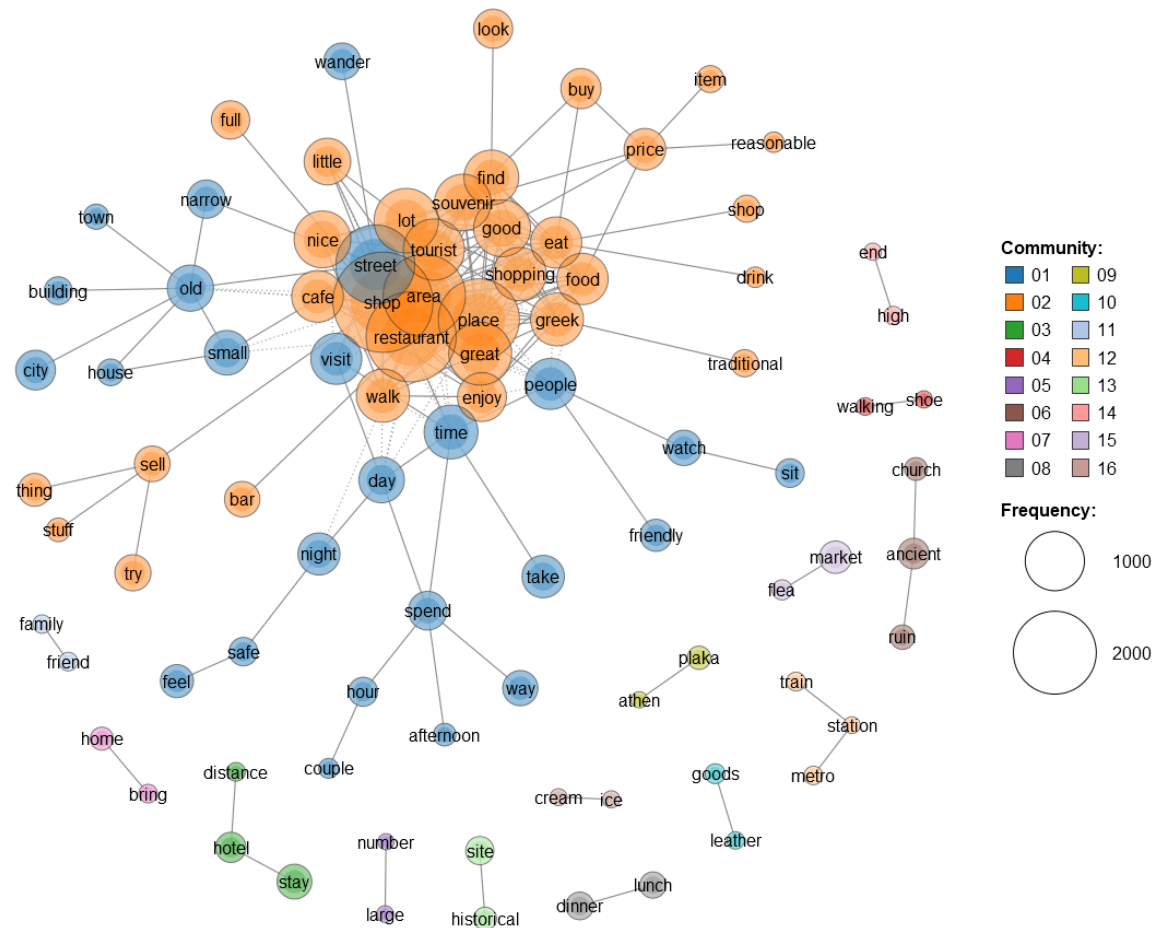 look
wander
item
buy
full
reasonable
price
little
find
narrow
souvenir
shop
town
lot
good
nice
tourist
eat
end
Community:
street
shopping
drink
01 09
building
old
cafe
shop
area
food
02 10
high
place
greek
03 11
restaurant
small
visit
great
traditional
04 12
city
house
people
05 13
walk
enjoy
walking shoe
06 14
time
07 15
watch
sell
sit
church
08 16
thing
day
bar
Frequency:
stuff
friendly
night
market
ancient
1000
try
take
flea
spend
family
ruin
safe
2000
friend
plaka
feel
hour
way
train
athen
station
home
afternoon
distance
couple
goods
metro
bring
cream ice
hotel
number
site
leather
stay
lunch
large
historical
dinner